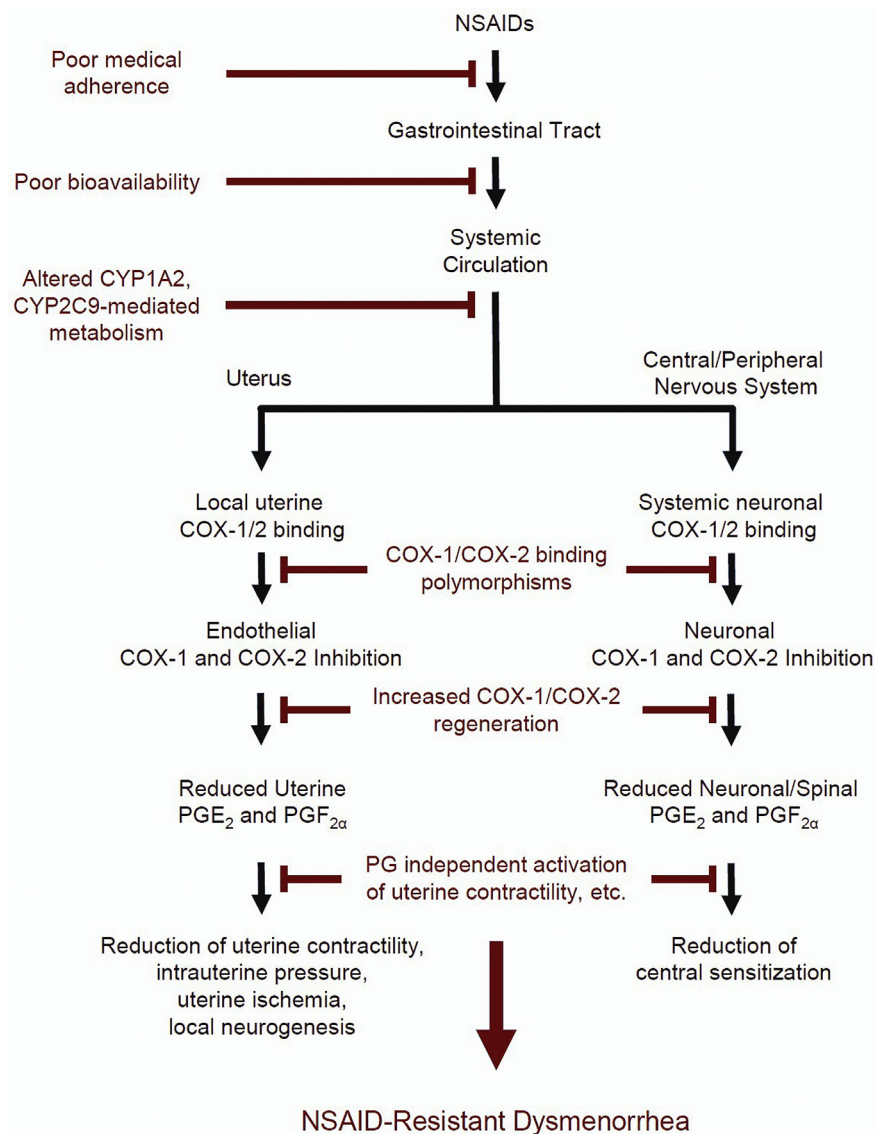 NSAIDs
Poor medical
adherence
Gastrointestinal Tract
Poor bioavailability
Systemic
Circulation
Altered CYP1A2,
CYP2C9-mediated
metabolism
Uterus
Central/Peripheral
Nervous System
Local uterine
COX-1/2 binding
Systemic neuronal
COX-1/2 binding
COX-1/COX-2 binding
polymorphisms
Endothelial
COX-1 and COX-2 Inhibition
Neuronal
COX-1 and COX-2 Inhibition
Increased COX-1/COX-2
regeneration
Reduced Uterine
PGE₂ and PGF₂α
Reduced Neuronal/Spinal
PGE₂ and PGF₂α
PG independent activation
of uterine contractility, etc.
Reduction of uterine contractility,
intrauterine pressure,
uterine ischemia,
local neurogenesis
Reduction of
central sensitization
NSAID-Resistant Dysmenorrhea